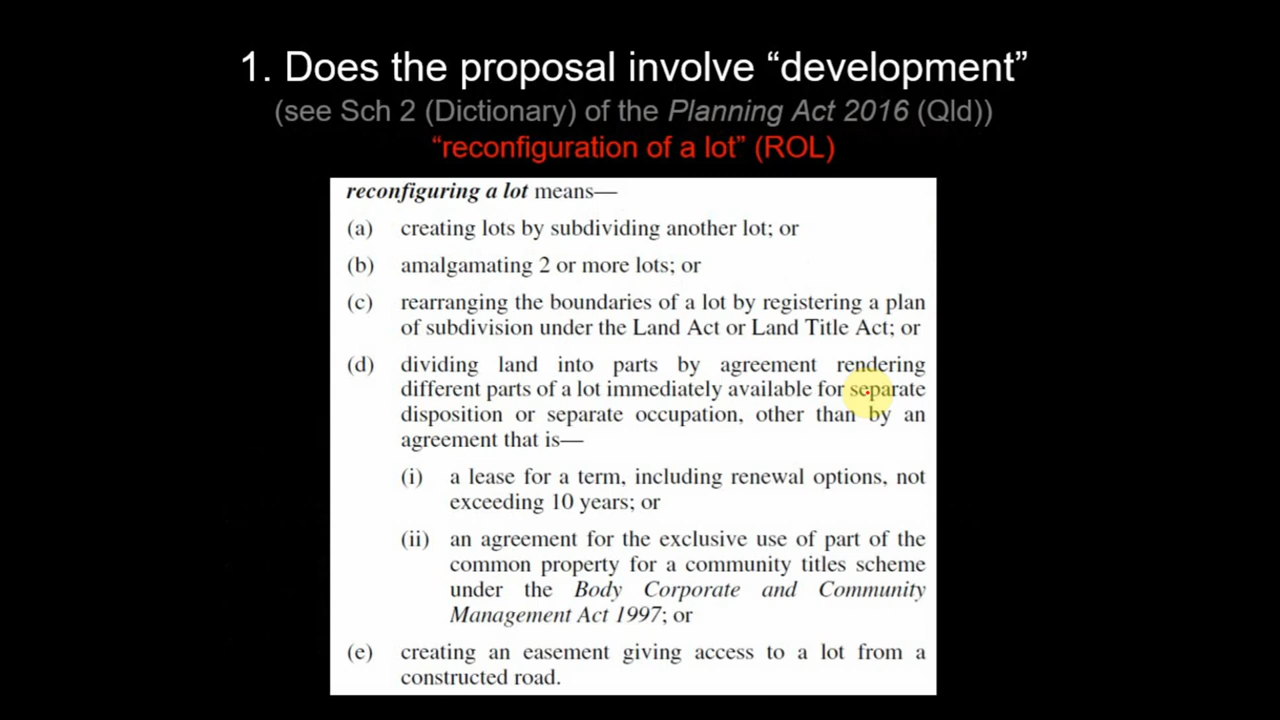 1. Does the proposal involve “development”
(see Sch 2 (Dictionary) of the Planning Act 2016 (Qld))
“reconfiguration of a lot” (ROL)
reconfiguring a lot means—
(a) creating lots by subdividing another lot; or
(b) amalgamating 2 or more lots; or
(c) rearranging the boundaries of a lot by registering a plan
of subdivision under the Land Act or Land Title Act; or
(d) dividing land into parts by agreement rendering
different parts of a lot immediately available for separate
disposition or separate occupation, other than by an
agreement that is—
(i) a lease for a term, including renewal options, not
exceeding 10 years; or
(ii) an agreement for the exclusive use of part of the
common property for a community titles scheme
under the Body Corporate and Community
Management Act 1997; or
(e) creating an easement giving access to a lot from a
constructed road.